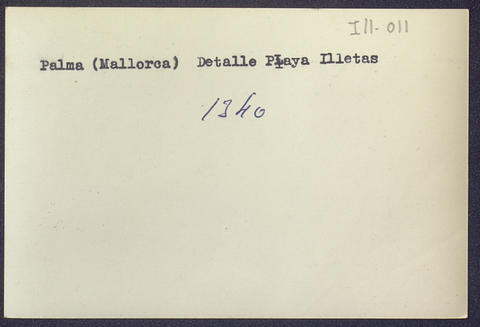 Ill-011
Palma (Mallorca) Detalle Playa Illetas
1340